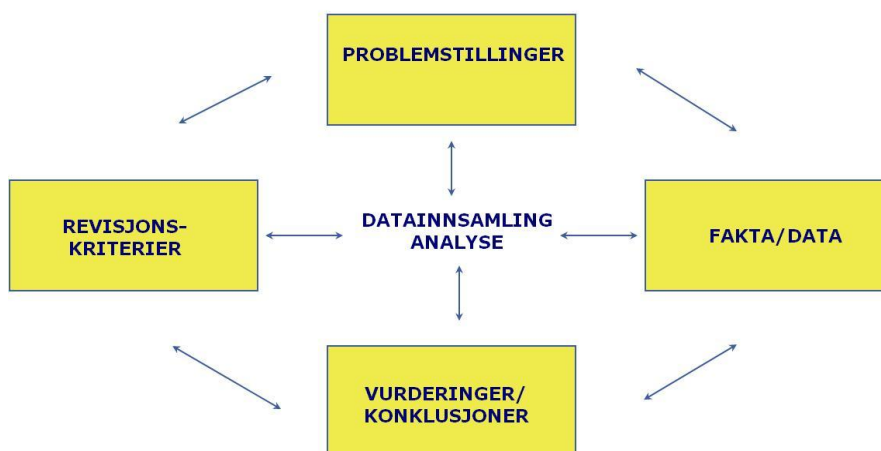 PROBLEMSTILLINGER
REVISJONS-
KRITERIER
DATAINNSAMLING
ANALYSE
FAKTA/DATA
VURDERINGER/
KONKLUSJONER